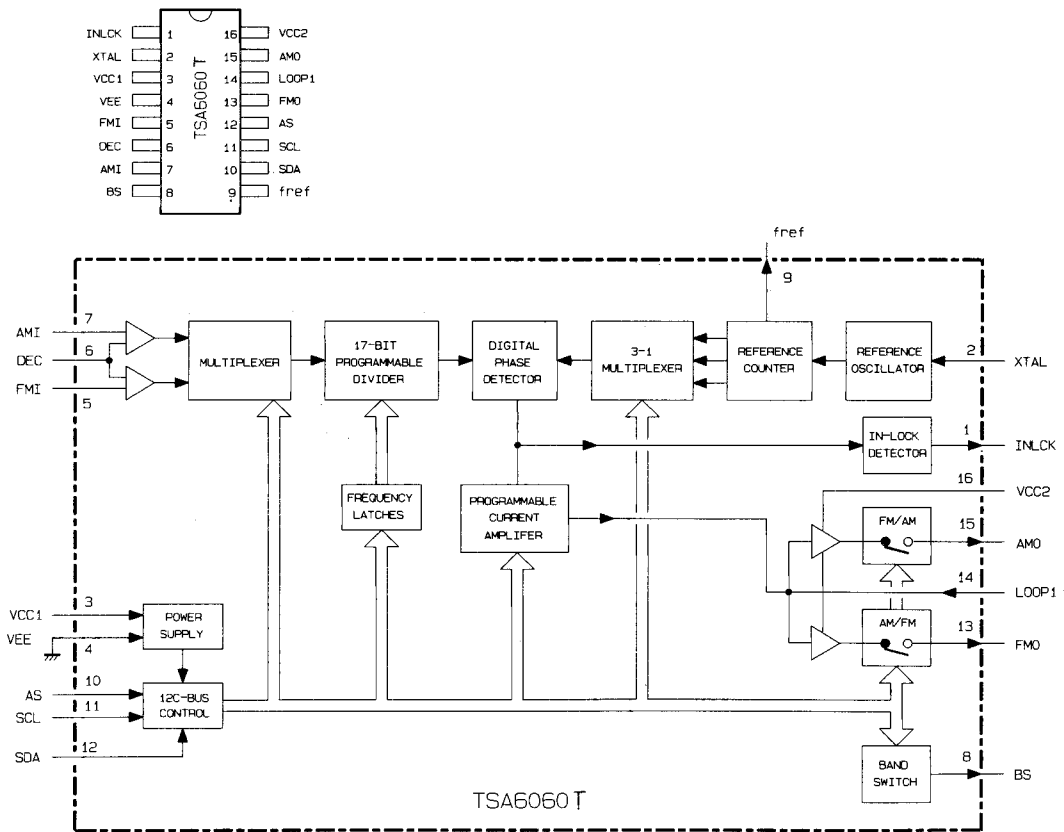 INLCK 1 16 VCC2
XTAL 2 15 AMO
VCC1 3 14 LOOP1
VEE 4 13 FMO
FMI 5 12 AS
DEC 6 11 SCL
AMI 7 10 SDA
BS 8 9 fref
TSA6060T
fref
9
AMI 7
DEC 6
FMI 5
MULTIPLEXER
17-BIT
PROGRAMMABLE
DIVIDER
DIGITAL
PHASE
DETECTOR
3-1
MULTIPLEXER
REFERENCE
COUNTER
REFERENCE
OSCILLATOR
2 XTAL
IN-LOCK
DETECTOR
1 INLCK
FREQUENCY
LATCHES
PROGRAMMABLE
CURRENT
AMPLIFER
16 VCC2
FM/AM
15 AMO
14 LOOP1
AM/FM
13 FMO
VCC1 3
VEE 4
POWER
SUPPLY
AS 10
SCL 11
SDA 12
12C-BUS
CONTROL
BAND
SWITCH
8 BS
TSA6060T